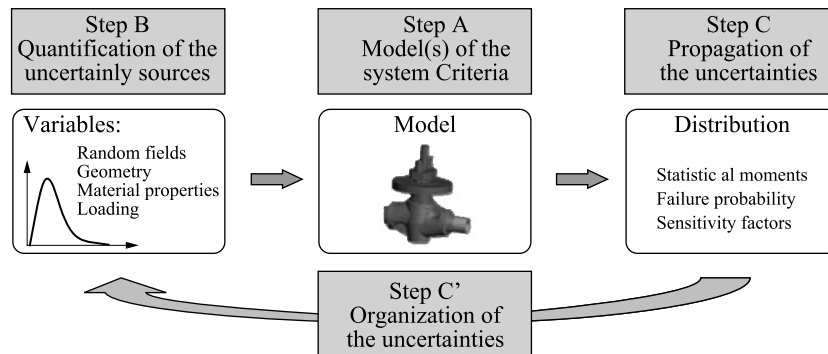 Step B
Quantification of the
uncertainly sources
Step A
Model(s) of the
system Criteria
Step C
Propagation of
the uncertainties
Variables:
Random fields
Geometry
Material properties
Loading
Model
Distribution
Statistic al moments
Failure probability
Sensitivity factors
Step C’
Organization of
the uncertainties